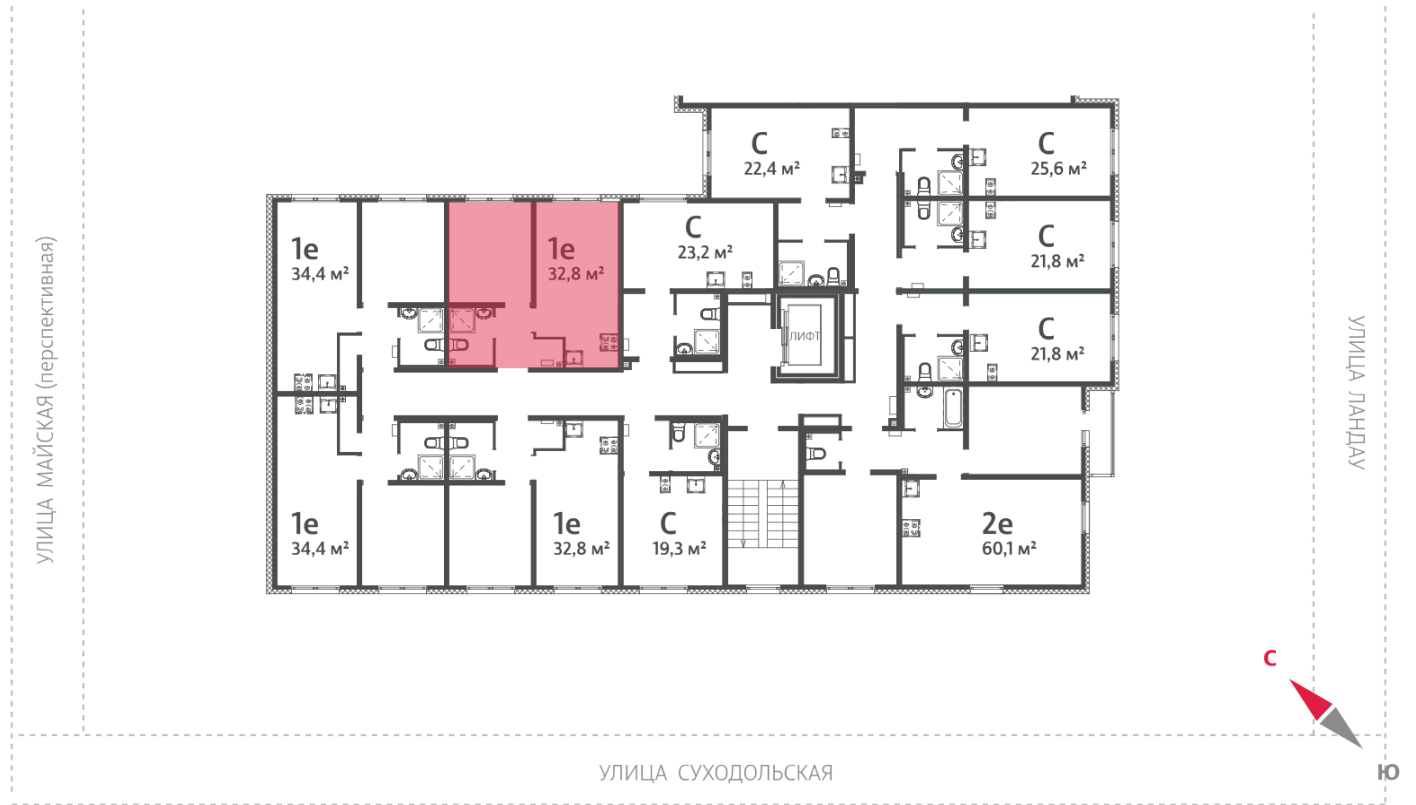 С
22,4 м²
С
25,6 м²
1е
34,4 м²
1е
32,8 м²
С
23,2 м²
С
21,8 м²
ЛИФТ
С
21,8 м²
1е
34,4 м²
1е
32,8 м²
С
19,3 м²
2е
60,1 м²
УЛИЦА МАЙСКАЯ (перспективная)
УЛИЦА ЛАНДАУ
С
Ю
УЛИЦА СУХОДОЛЬСКАЯ